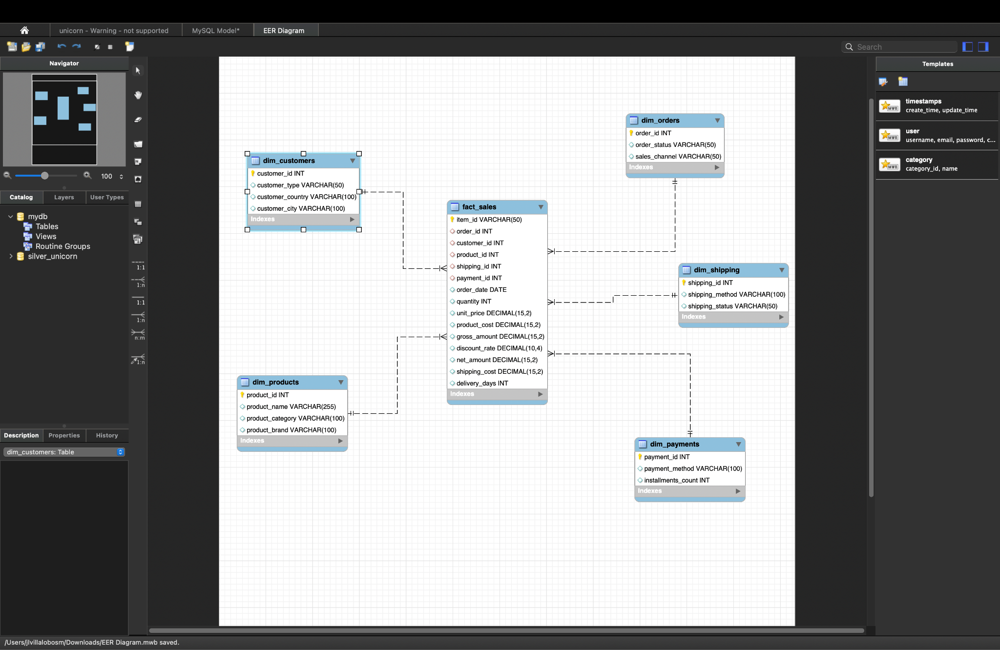 unicorn - Warning - not supported
MySQL Model*
EER Diagram
Search
Navigator
100
Catalog
Layers
User Types
mydb
Tables
Views
Routine Groups
silver_unicorn
Description
Properties
History
dim_customers: Table
1:1
1:n
1:1
1:n
n:m
1:n
dim_customers
customer_id INT
customer_type VARCHAR(50)
customer_country VARCHAR(100)
customer_city VARCHAR(100)
Indexes
dim_products
product_id INT
product_name VARCHAR(255)
product_category VARCHAR(100)
product_brand VARCHAR(100)
Indexes
fact_sales
item_id VARCHAR(50)
order_id INT
customer_id INT
product_id INT
shipping_id INT
payment_id INT
order_date DATE
quantity INT
unit_price DECIMAL(15,2)
product_cost DECIMAL(15,2)
gross_amount DECIMAL(15,2)
discount_rate DECIMAL(10,4)
net_amount DECIMAL(15,2)
shipping_cost DECIMAL(15,2)
delivery_days INT
Indexes
dim_orders
order_id INT
order_status VARCHAR(50)
sales_channel VARCHAR(50)
Indexes
dim_shipping
shipping_id INT
shipping_method VARCHAR(100)
shipping_status VARCHAR(50)
Indexes
dim_payments
payment_id INT
payment_method VARCHAR(100)
installments_count INT
Indexes
Templates
MWB
timestamps
create_time, update_time
MWB
user
username, email, password, c...
MWB
category
category_id, name
/Users/jlvillalobosm/Downloads/EER Diagram.mwb saved.